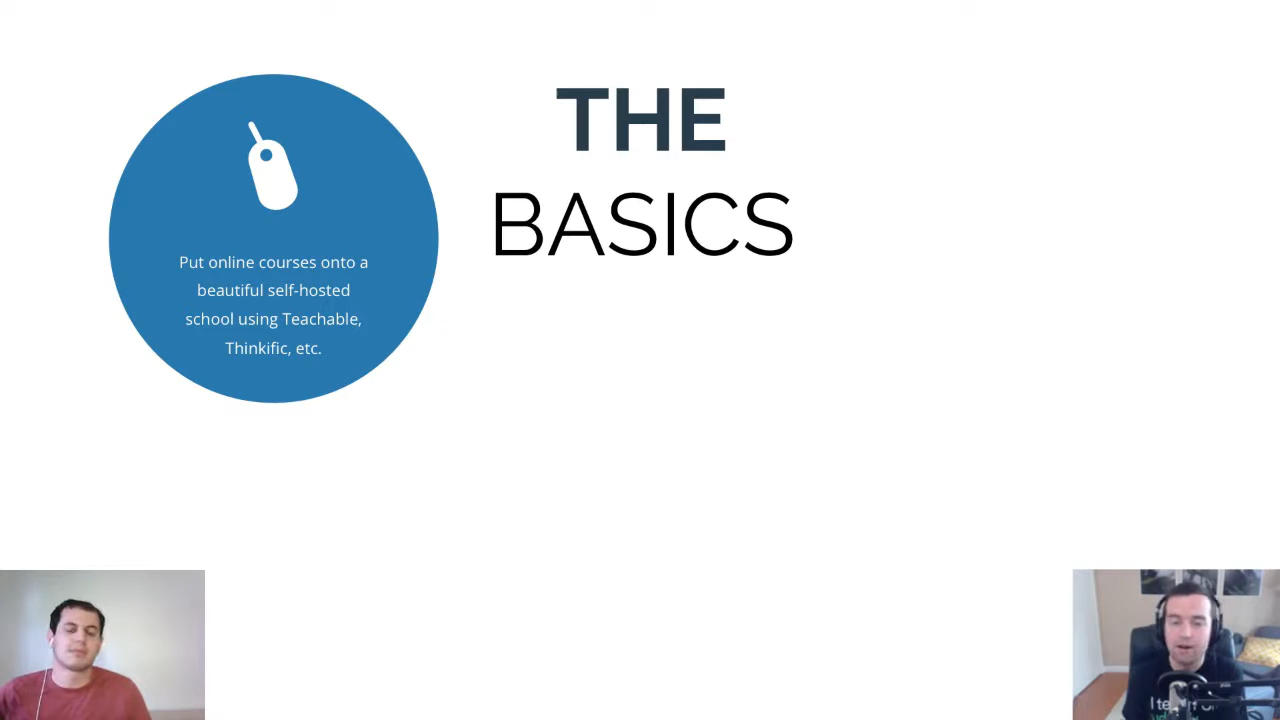 THE
BASICS
Put online courses onto a
beautiful self-hosted
school using Teachable,
Thinkific, etc.